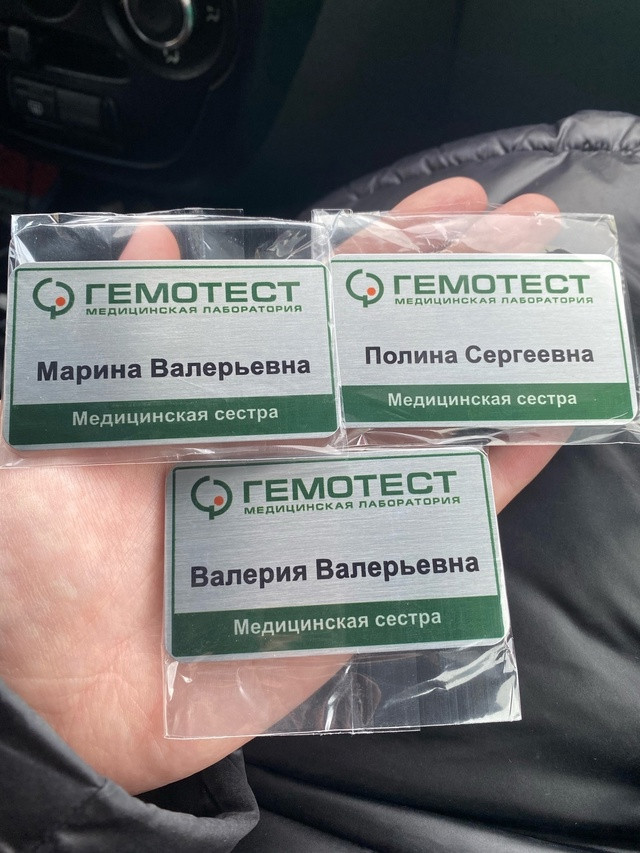 ГЕМОТЕСТ
МЕДИЦИНСКАЯ ЛАБОРАТОРИЯ
Марина Валерьевна
Медицинская сестра
ГЕМОТЕСТ
МЕДИЦИНСКАЯ ЛАБОРАТОРИЯ
Полина Сергеевна
Медицинская сестра
ГЕМОТЕСТ
МЕДИЦИНСКАЯ ЛАБОРАТОРИЯ
Валерия Валерьевна
Медицинская сестра